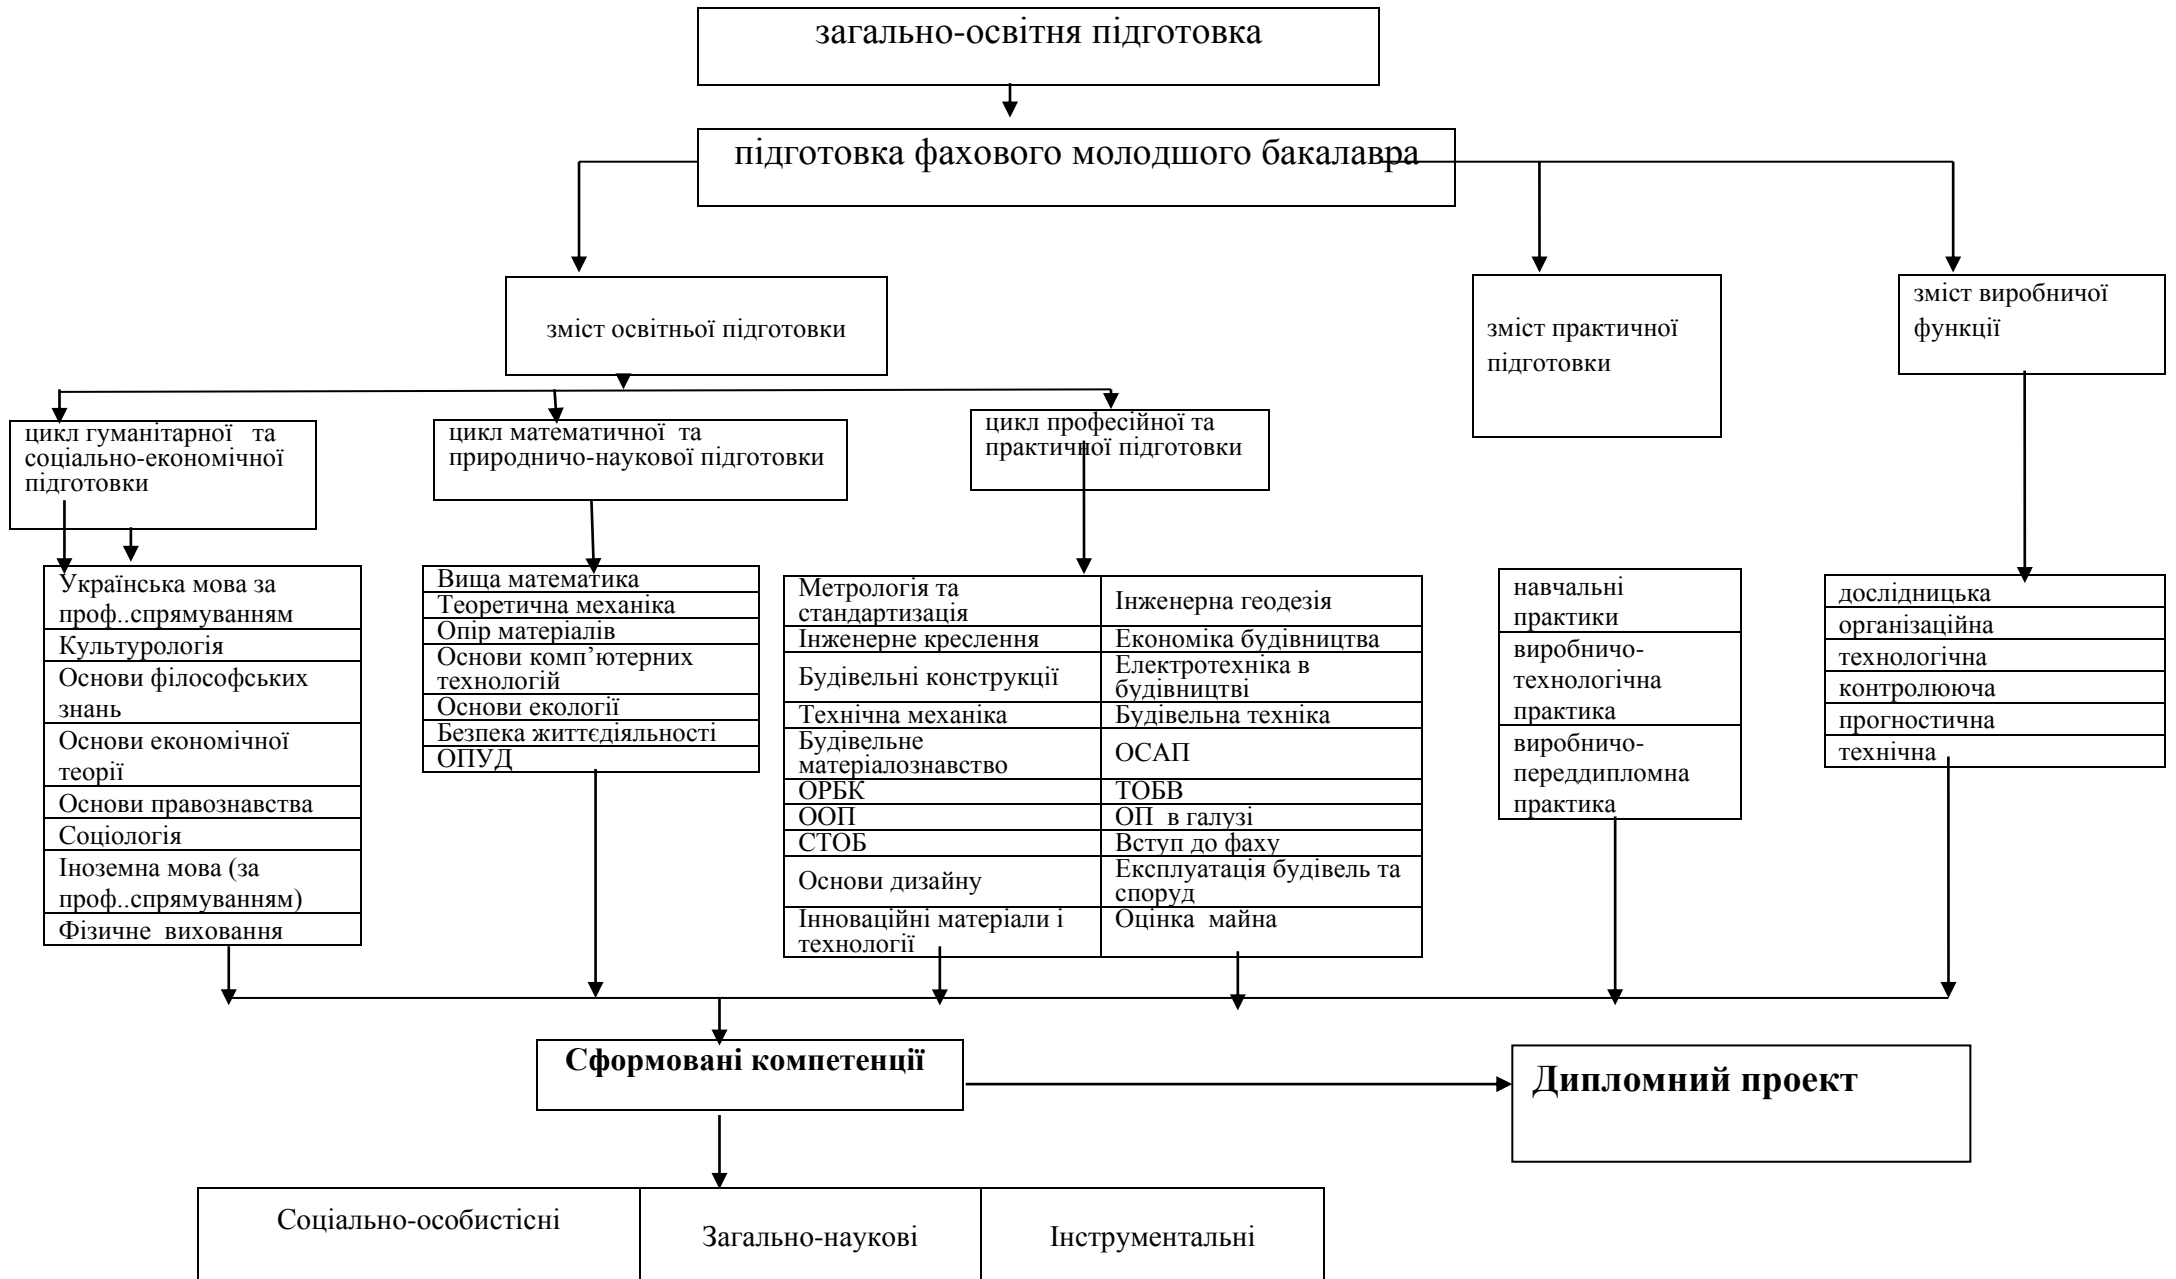 загально-освітня підготовка
підготовка фахового молодшого бакалавра
зміст освітньої підготовки
зміст практичної
підготовки
зміст виробничої
функції
цикл гуманітарної та
соціально-економічної
підготовки
цикл математичної та
природничо-наукової підготовки
цикл професійної та
практичної підготовки
Українська мова за
проф..спрямуванням
Культурологія
Основи філософських
знань
Основи економічної
теорії
Основи правознавства
Соціологія
Іноземна мова (за
проф..спрямуванням)
Фізичне виховання
Вища математика
Теоретична механіка
Опір матеріалів
Основи комп’ютерних
технологій
Основи екології
Безпека життєдіяльності
ОПУД
Метрологія та
стандартизація
Інженерна геодезія
Інженерне креслення
Економіка будівництва
Будівельні конструкції
Електротехніка в
будівництві
Технічна механіка
Будівельна техніка
Будівельне
матеріалознавство
ОСАП
ОРБК
ТОБВ
ООП
ОП в галузі
СТОБ
Вступ до фаху
Основи дизайну
Експлуатація будівель та
споруд
Інноваційні матеріали і
технології
Оцінка майна
навчальні
практики
виробничо-
технологічна
практика
виробничо-
переддипломна
практика
дослідницька
організаційна
технологічна
контролююча
прогностична
технічна
Сформовані компетенції
Дипломний проект
Соціально-особистісні
Загально-наукові
Інструментальні